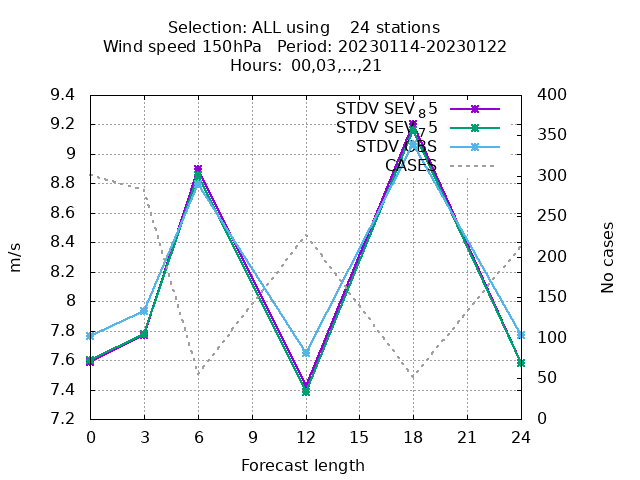 Selection: ALL using 24 stations
Wind speed 150hPa Period: 20230114-20230122
Hours: 00,03,...,21
9.4
9.2
9
8.8
8.6
8.4
8.2
8
7.8
7.6
7.4
7.2
m/s
STDV SEV_8 5
STDV SEV_7 5
STDV OBS
CASES
400
350
300
250
200
150
100
50
0
No cases
0 3 6 9 12 15 18 21 24
Forecast length